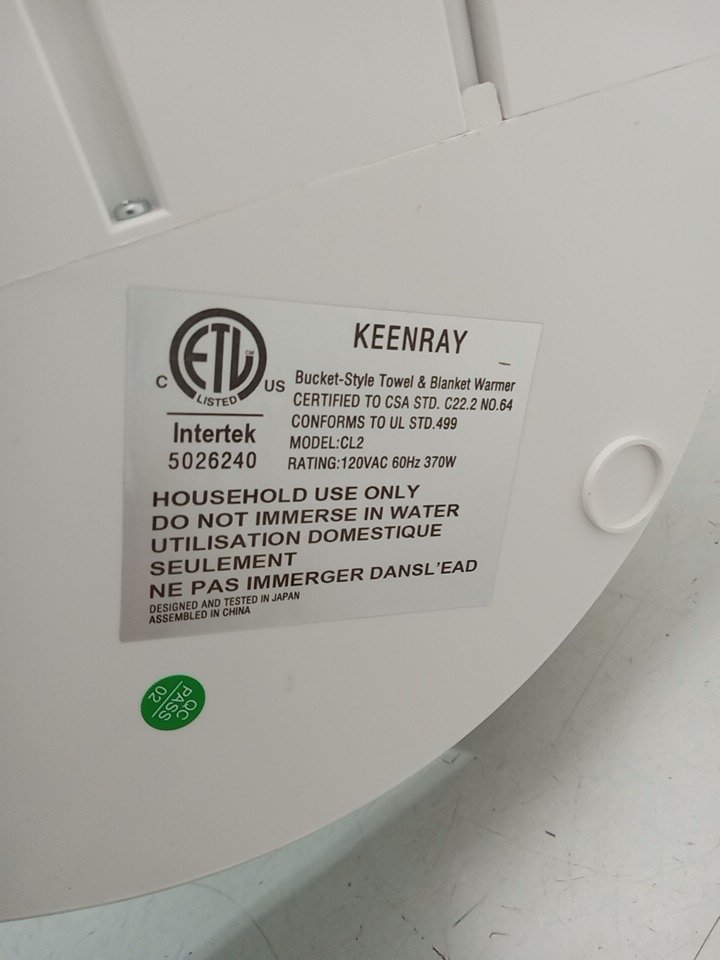 KEENRAY
C ETL CM US
LISTED
Intertek
5026240
Bucket-Style Towel & Blanket Warmer
CERTIFIED TO CSA STD. C22.2 NO.64
CONFORMS TO UL STD.499
MODEL:CL2
RATING:120VAC 60Hz 370W
HOUSEHOLD USE ONLY
DO NOT IMMERSE IN WATER
UTILISATION DOMESTIQUE
SEULEMENT
NE PAS IMMERGER DANSL'EAD
DESIGNED AND TESTED IN JAPAN
ASSEMBLED IN CHINA
QC
PASS
02